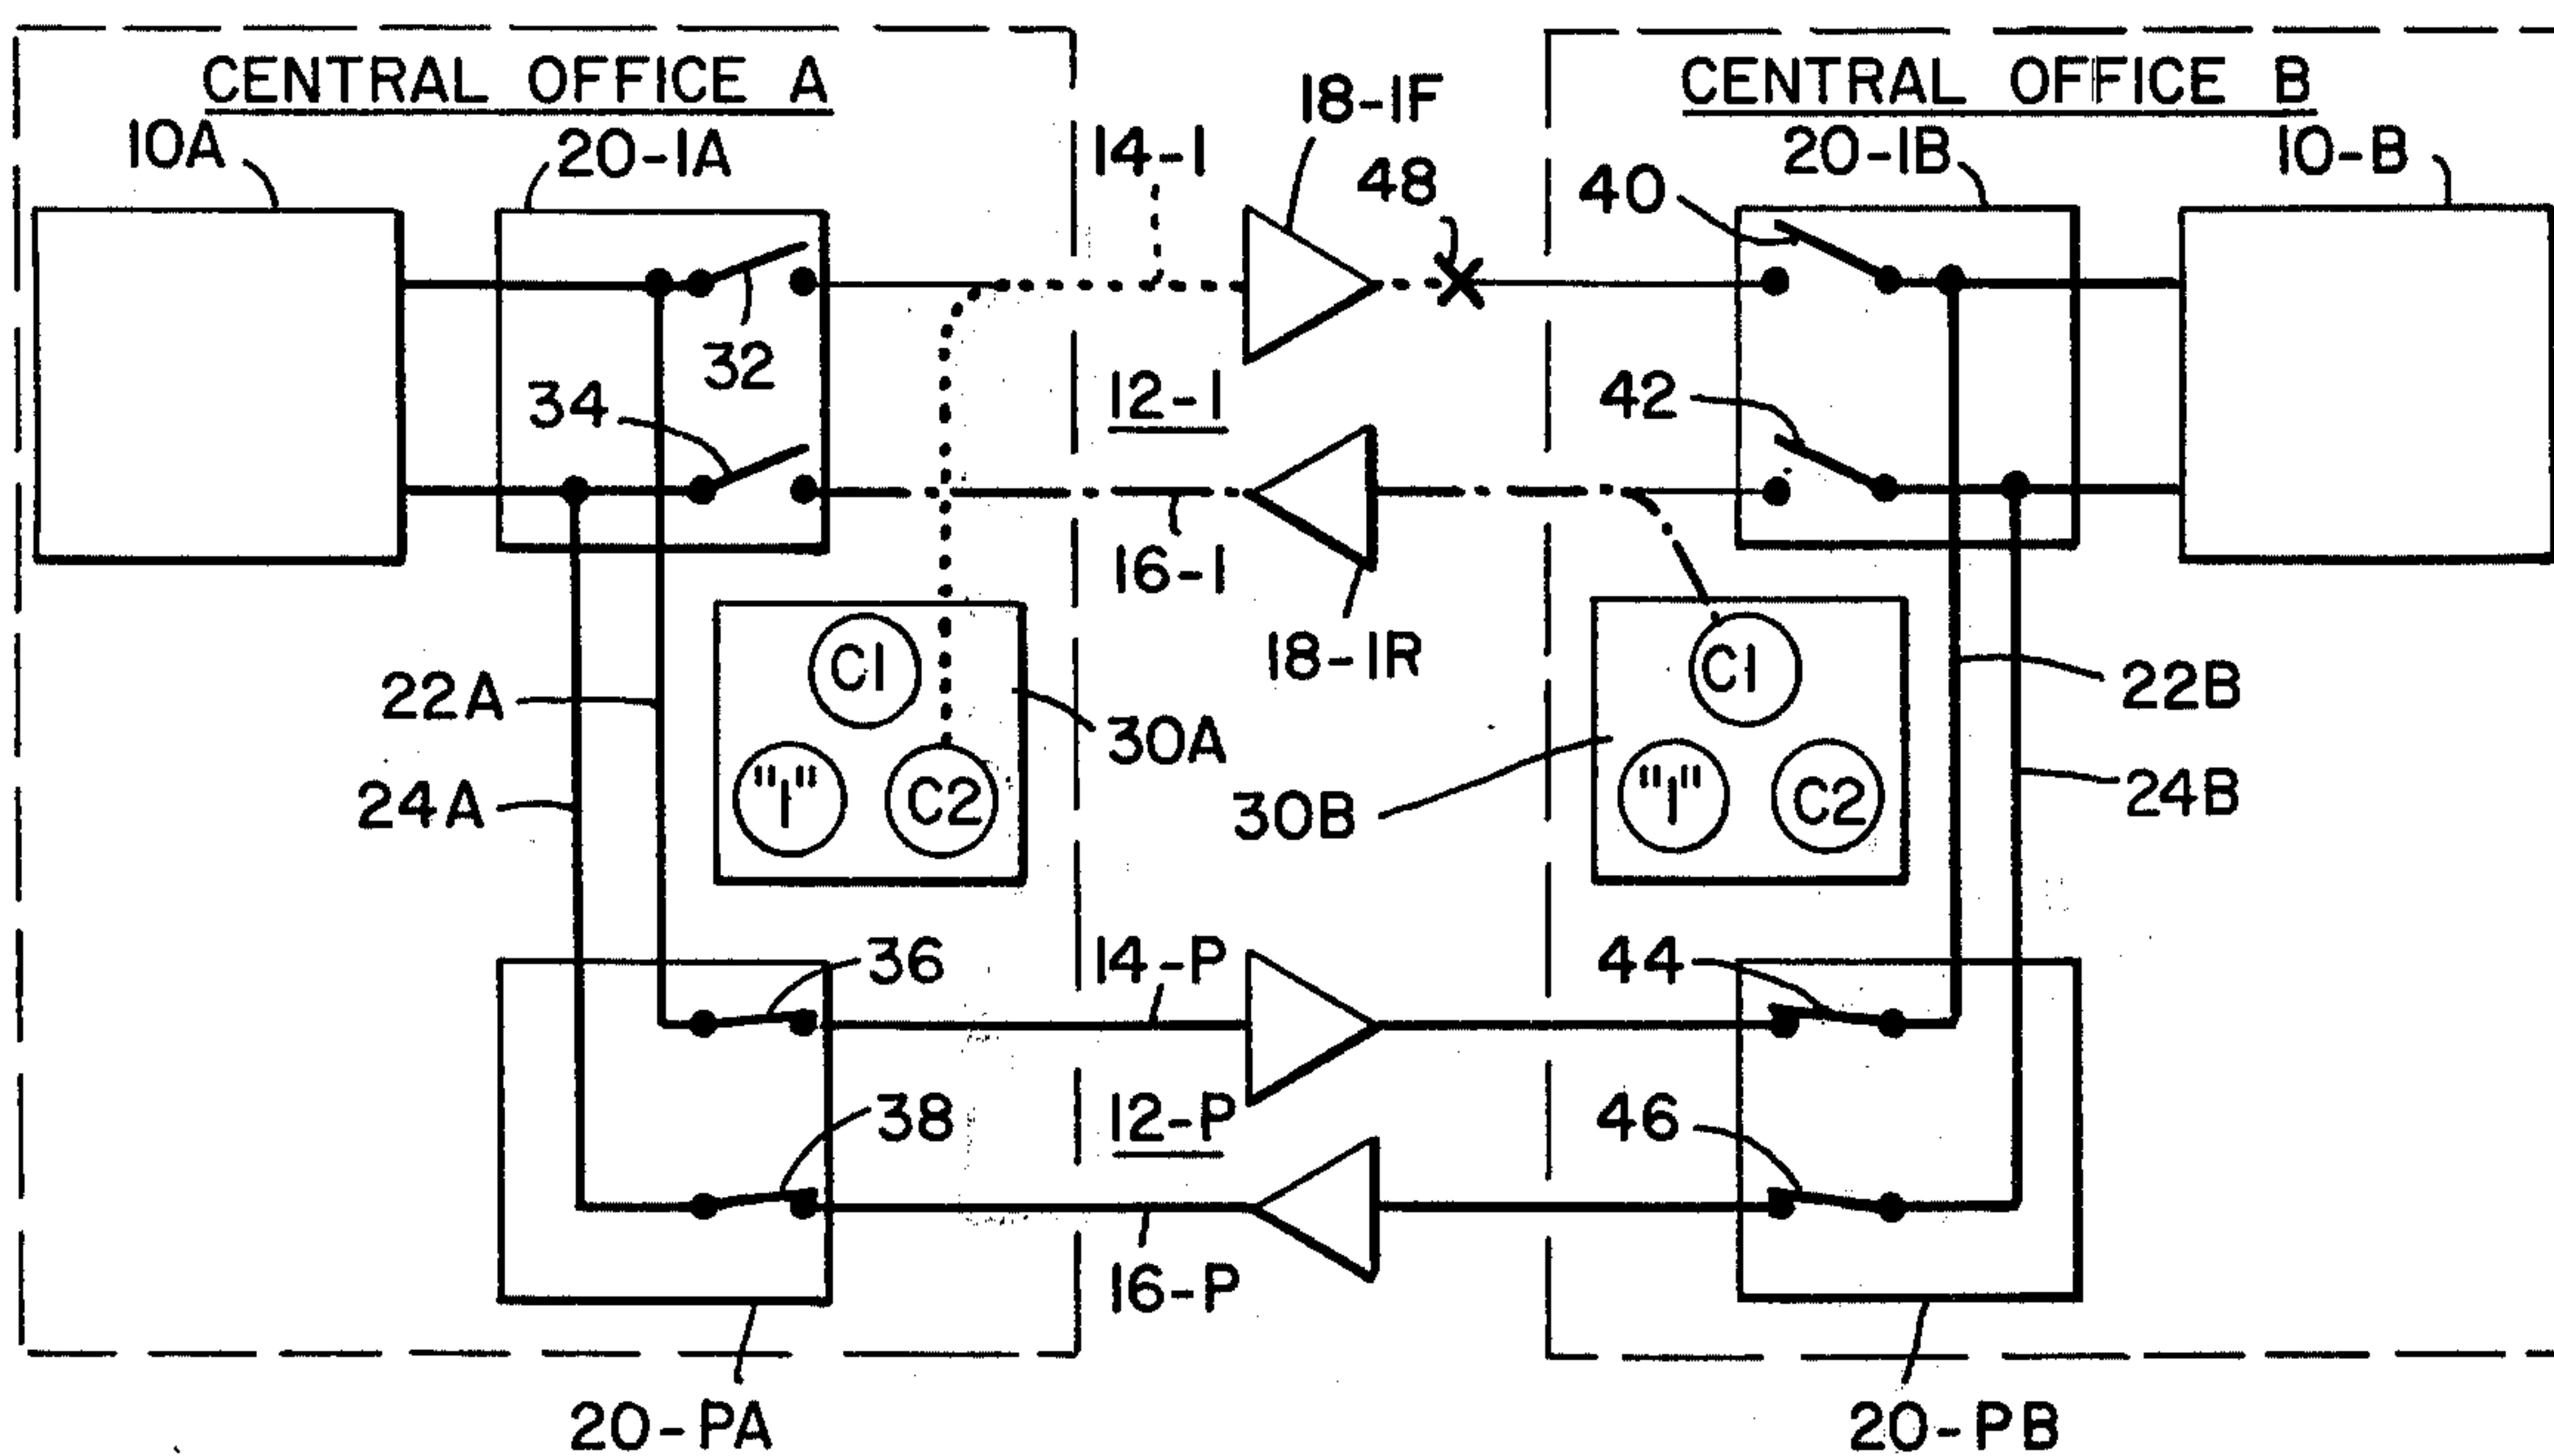 CENTRAL OFFICE A
CENTRAL OFFICE B
10A
20-1A
14-1
18-1F
48
40
20-1B
10-B
32
34
12-1
42
16-1
18-1R
C1
"1"
C2
30A
22A
24A
C1
"1"
C2
30B
22B
24B
36
14-P
44
38
12-P
46
16-P
20-PA
20-PB